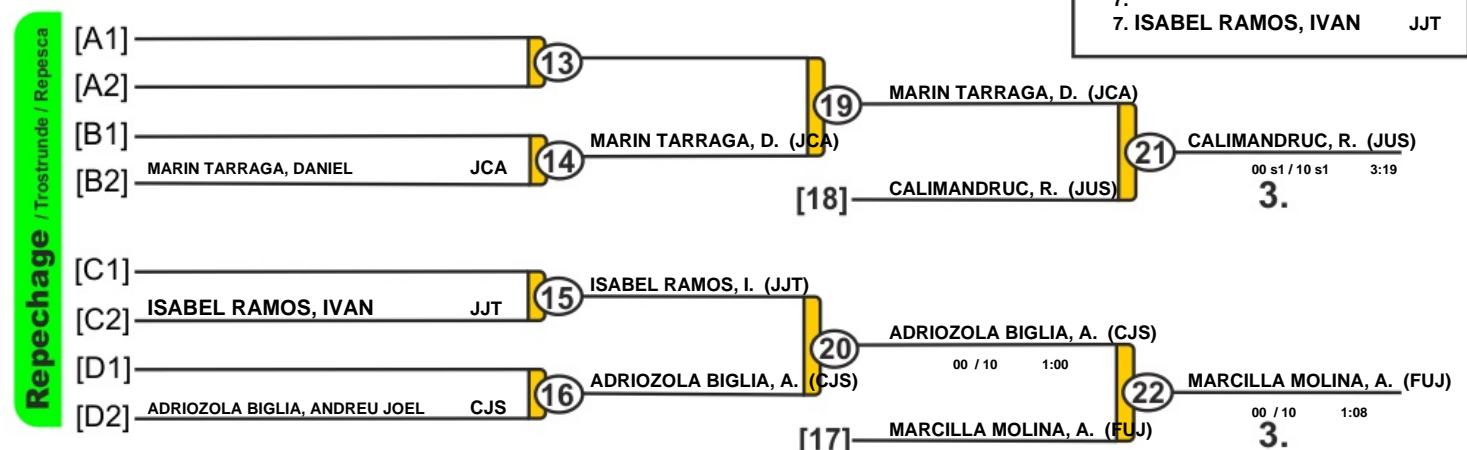 7.
7. ISABEL RAMOS, IVAN JJT
Repechage / Trostrunde / Repesca
[A1]
[A2]
13
[B1]
[B2] MARIN TARRAGA, DANIEL JCA
14
MARIN TARRAGA, D. (JCA)
19
MARIN TARRAGA, D. (JCA)
[18] CALIMANDRUC, R. (JUS)
21
CALIMANDRUC, R. (JUS)
00 s1 / 10 s1 3:19
3.
[C1]
[C2] ISABEL RAMOS, IVAN JJT
15
ISABEL RAMOS, I. (JJT)
[D1]
[D2] ADRIOZOLA BIGLIA, ANDREU JOEL CJS
16
ADRIOZOLA BIGLIA, A. (CJS)
20
ADRIOZOLA BIGLIA, A. (CJS)
00 / 10 1:00
[17] MARCILLA MOLINA, A. (FUJ)
22
MARCILLA MOLINA, A. (FUJ)
00 / 10 1:08
3.